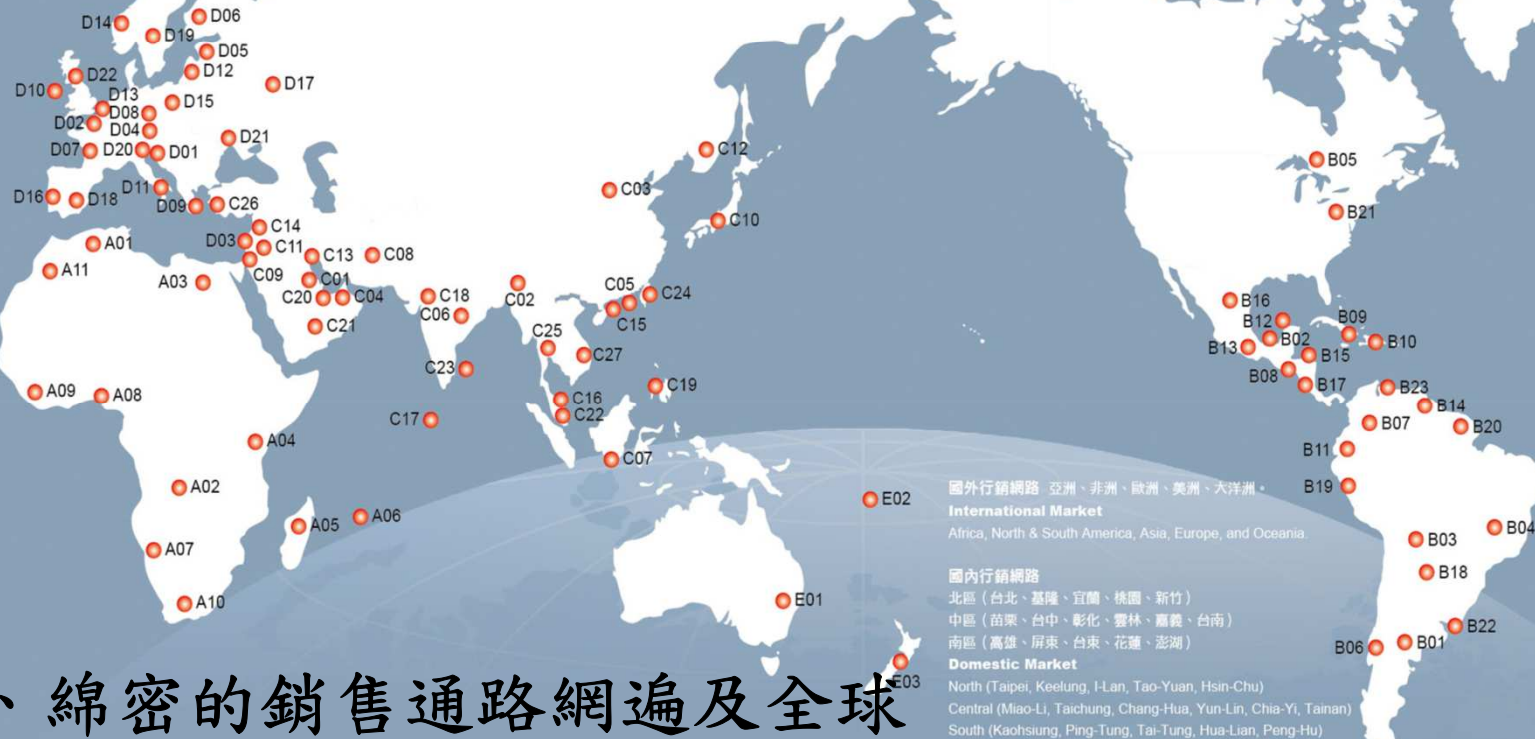 D14
D06
D19
D05
D12
D22
D10
D17
D13
D15
D08
D02
D04
D21
D07
D20
D01
D11
D16
D18
D09
C26
C12
C03
C10
B05
B21
C14
D03
C11
A01
C13
C08
A11
A03
C09
C01
C20
C04
C18
C02
C05
C24
C06
C15
C21
C25
C27
C23
B16
B12
B09
B13
B02
B10
B15
B08
B17
A09
A08
C19
C16
C22
C17
B23
B14
B07
B20
A04
C07
B11
B19
A02
E02
A05
A06
A07
A10
E01
E03
B04
B03
B18
B22
B06
B01
國外行銷網路 亞洲、非洲、歐洲、美洲、大洋洲。
International Market
Africa, North & South America, Asia, Europe, and Oceania.
國內行銷網路
北區(台北、基隆、宜蘭、桃園、新竹)
中區(苗栗、台中、彰化、雲林、嘉義、台南)
南區(高雄、屏東、台東、花蓮、澎湖)
Domestic Market
North (Taipei, Keelung, I-Lan, Tao-Yuan, Hsin-Chu)
Central (Miao-Li, Taichung, Chang-Hua, Yun-Lin, Chia-Yi, Tainan)
South (Kaohsiung, Ping-Tung, Tai-Tung, Hua-Lian, Peng-Hu)
、綿密的銷售通路網遍及全球